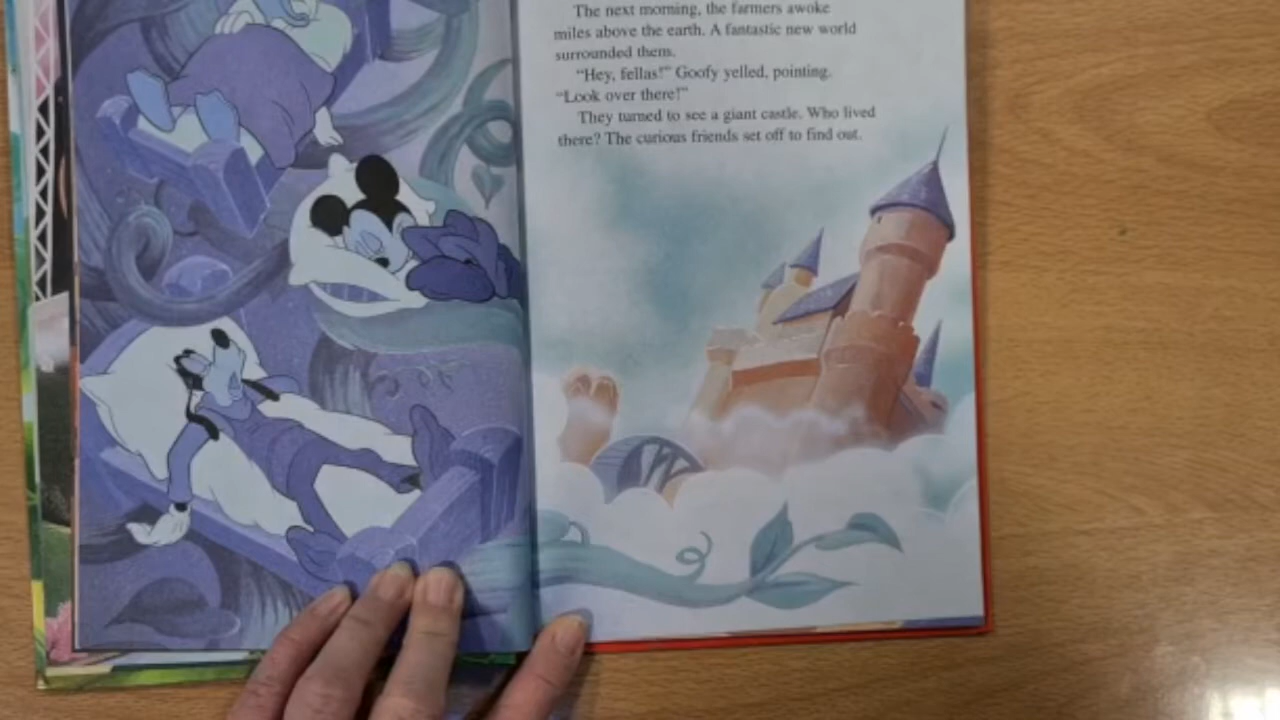 The next morning, the farmers awoke
miles above the earth. A fantastic new world
surrounded them.
“Hey, fellas!” Goofy yelled, pointing.
“Look over there!”
They turned to see a giant castle. Who lived
there? The curious friends set off to find out.